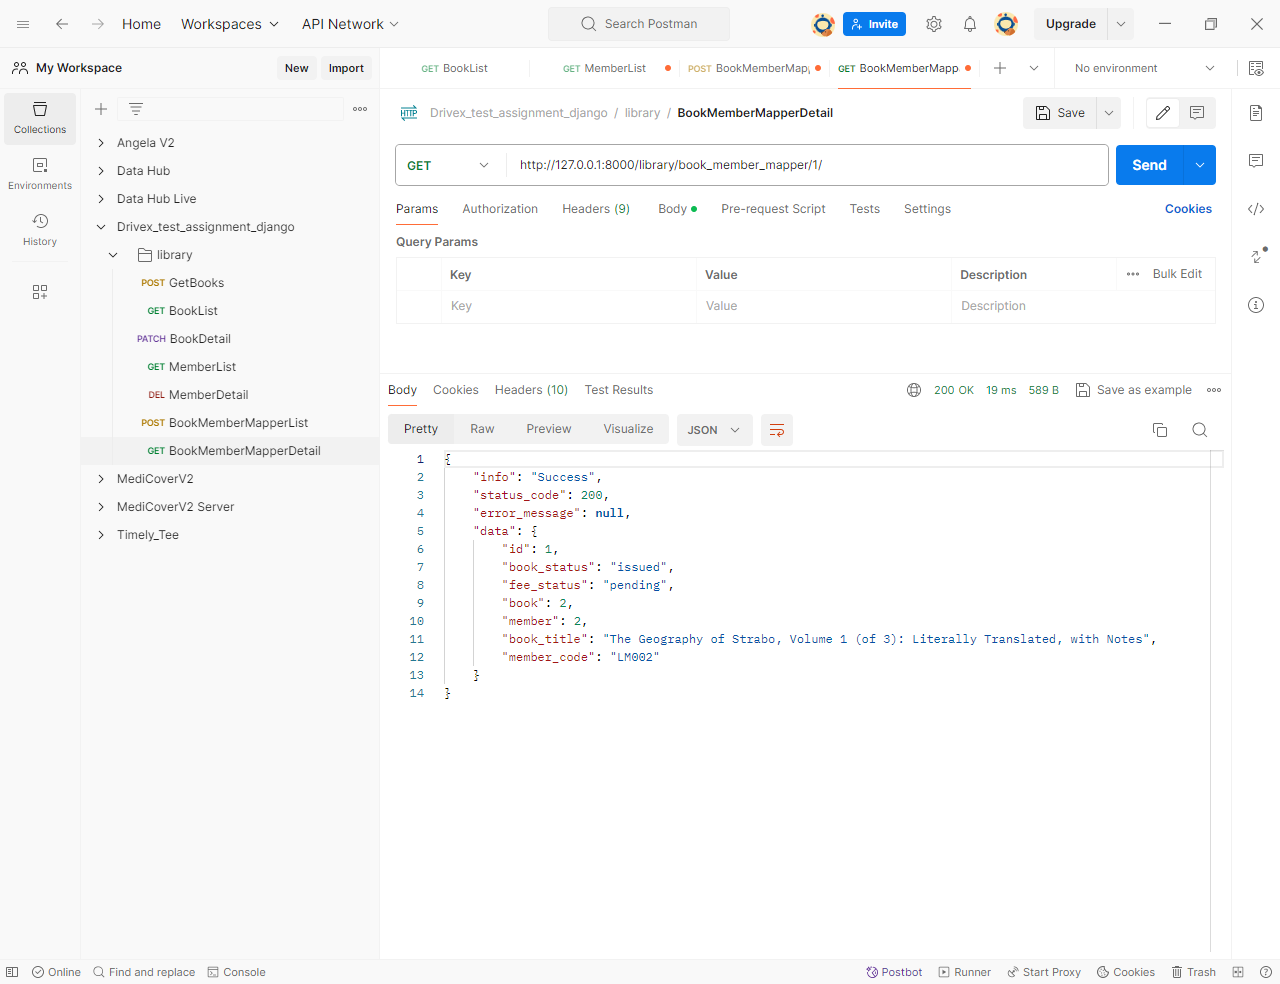 Home Workspaces API Network Search Postman Invite Upgrade
My Workspace New Import GET BookList GET MemberList POST BookMemberMap GET BookMemberMapp No environment
Collections
Environments
History
Angela V2
Data Hub
Data Hub Live
Drivex_test_assignment_django
library
POST GetBooks
GET BookList
PATCH BookDetail
GET MemberList
DEL MemberDetail
POST BookMemberMapperList
GET BookMemberMapperDetail
MediCoverV2
MediCoverV2 Server
Timely_Tee
HTTP Drivex_test_assignment_django / library / BookMemberMapperDetail Save
GET http://127.0.0.1:8000/library/book_member_mapper/1/ Send
Params Authorization Headers (9) Body Pre-request Script Tests Settings Cookies
Query Params
Key Value Description Bulk Edit
Key Value Description
Body Cookies Headers (10) Test Results 200 OK 19 ms 589 B Save as example
Pretty Raw Preview Visualize JSON
1 {
2 "info": "Success",
3 "status_code": 200,
4 "error_message": null,
5 "data": {
6 "id": 1,
7 "book_status": "issued",
8 "fee_status": "pending",
9 "book": 2,
10 "member": 2,
11 "book_title": "The Geography of Strabo, Volume 1 (of 3): Literally Translated, with Notes",
12 "member_code": "LM002"
13 }
14 }
Online Find and replace Console Postbot Runner Start Proxy Cookies Trash